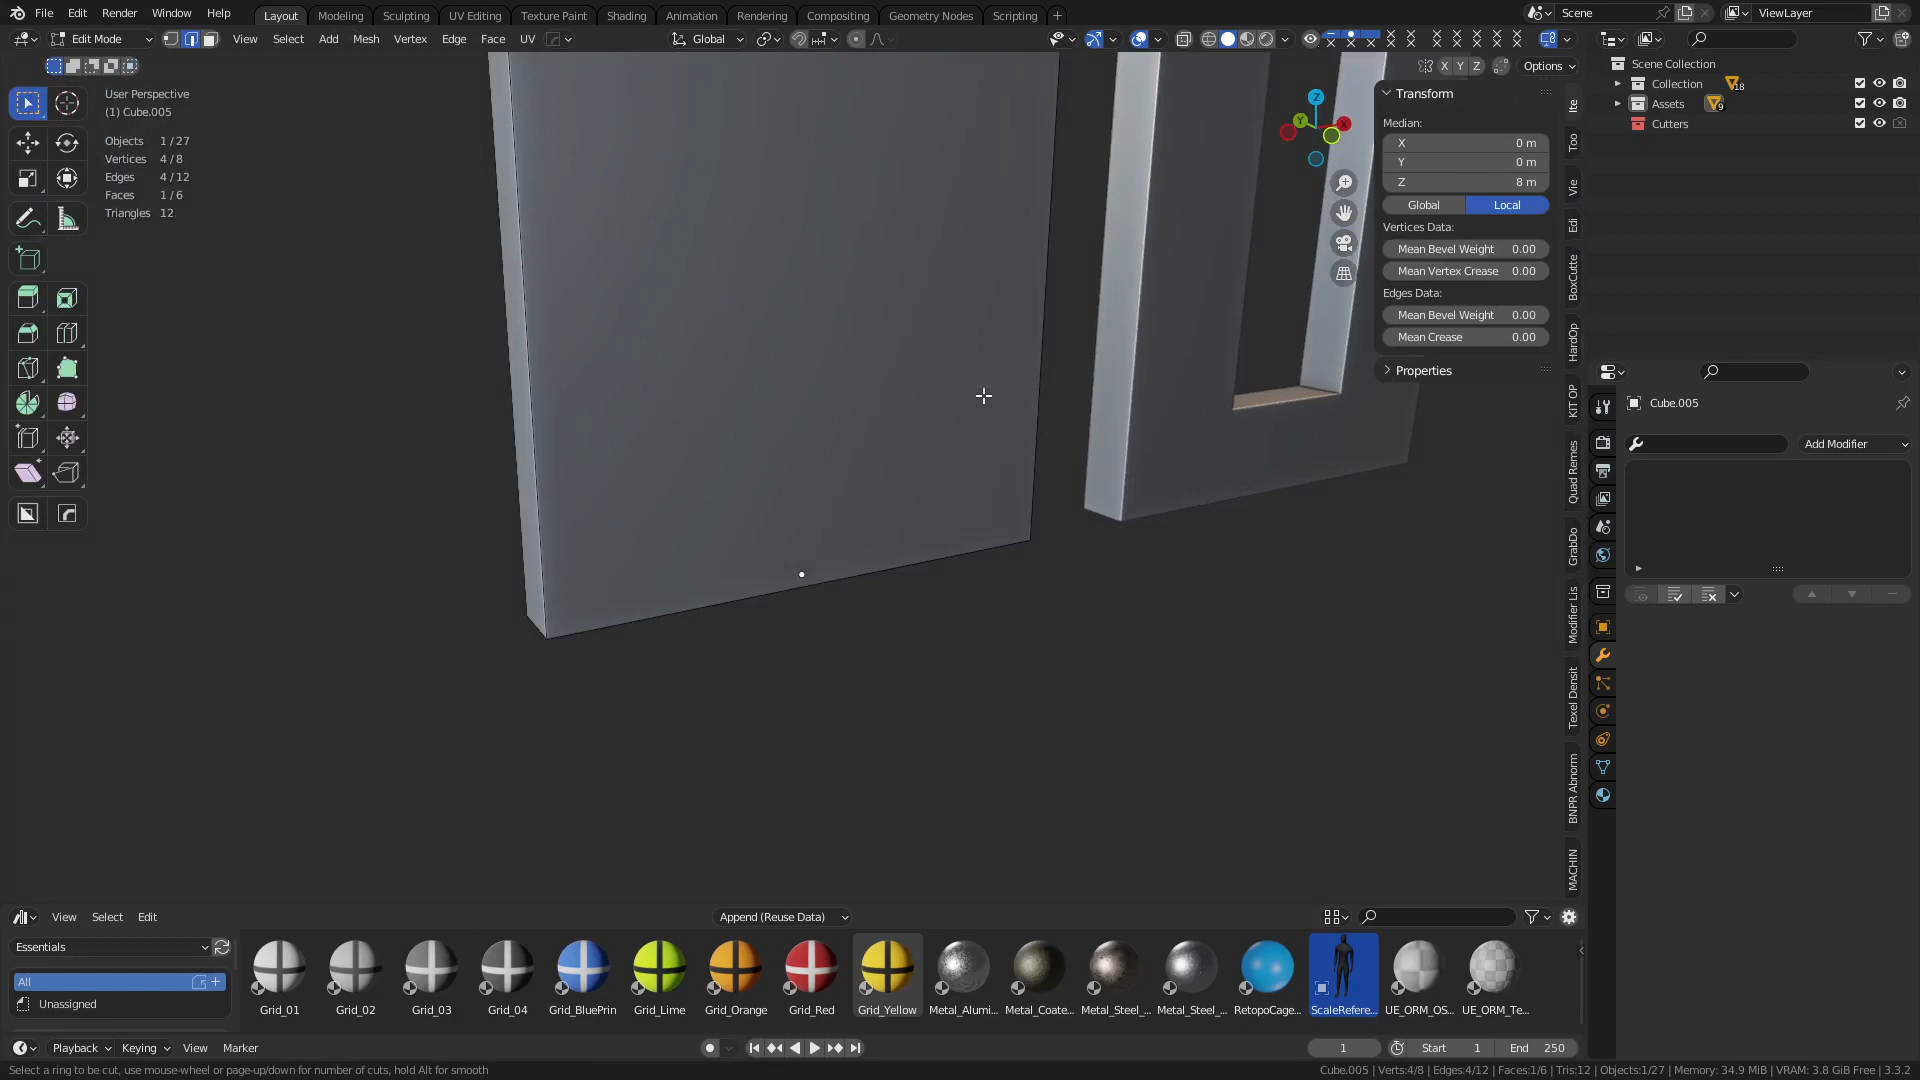 File Edit Render Window Help Layout Modeling Sculpting UV Editing Texture Paint Shading Animation Rendering Compositing Geometry Nodes Scripting + Scene ViewLayer
Edit Mode View Select Add Mesh Vertex Edge Face UV Global
X Y Z Options
User Perspective
(1) Cube.005
Objects 1 / 27
Vertices 4 / 8
Edges 4 / 12
Faces 1 / 6
Triangles 12
Z
Y X
Transform
Median:
X 0 m
Y 0 m
Z 8 m
Global Local
Vertices Data:
Mean Bevel Weight 0.00
Mean Vertex Crease 0.00
Edges Data:
Mean Bevel Weight 0.00
Mean Crease 0.00
Properties
Ite
Too
Vie
Edi
BoxCutte
HardOp
KIT OP
Quad Remes
GrabDo
Modifier Lis
Texel Densit
BNPR Abnorm
MACHIN
Scene Collection
Collection 18
Assets 9
Cutters
Cube.005
Add Modifier
View Select Edit Append (Reuse Data)
Essentials
All +
Unassigned
Grid_01 Grid_02 Grid_03 Grid_04 Grid_BluePrin Grid_Lime Grid_Orange Grid_Red Grid_Yellow Metal_Alumi... Metal_Coate... Metal_Steel_... Metal_Steel_... RetopoCage... ScaleRefere... UE_ORM_OS... UE_ORM_Te...
Playback Keying View Marker 1 Start 1 End 250
Select a ring to be cut, use mouse-wheel or page-up/down for number of cuts, hold Alt for smooth Cube.005 | Verts:4/8 | Edges:4/12 | Faces:1/6 | Tris:12 | Objects:1/27 | Memory: 34.9 MiB | VRAM: 3.8 GiB Free | 3.3.2